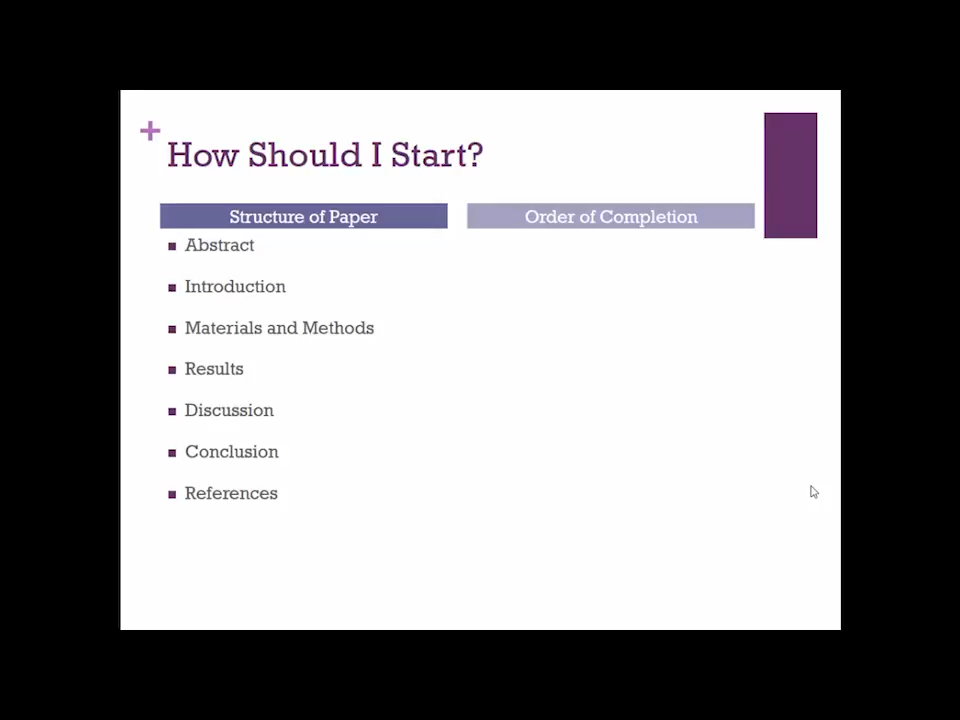 +
How Should I Start?
Structure of Paper
Abstract
Introduction
Materials and Methods
Results
Discussion
Conclusion
References
Order of Completion